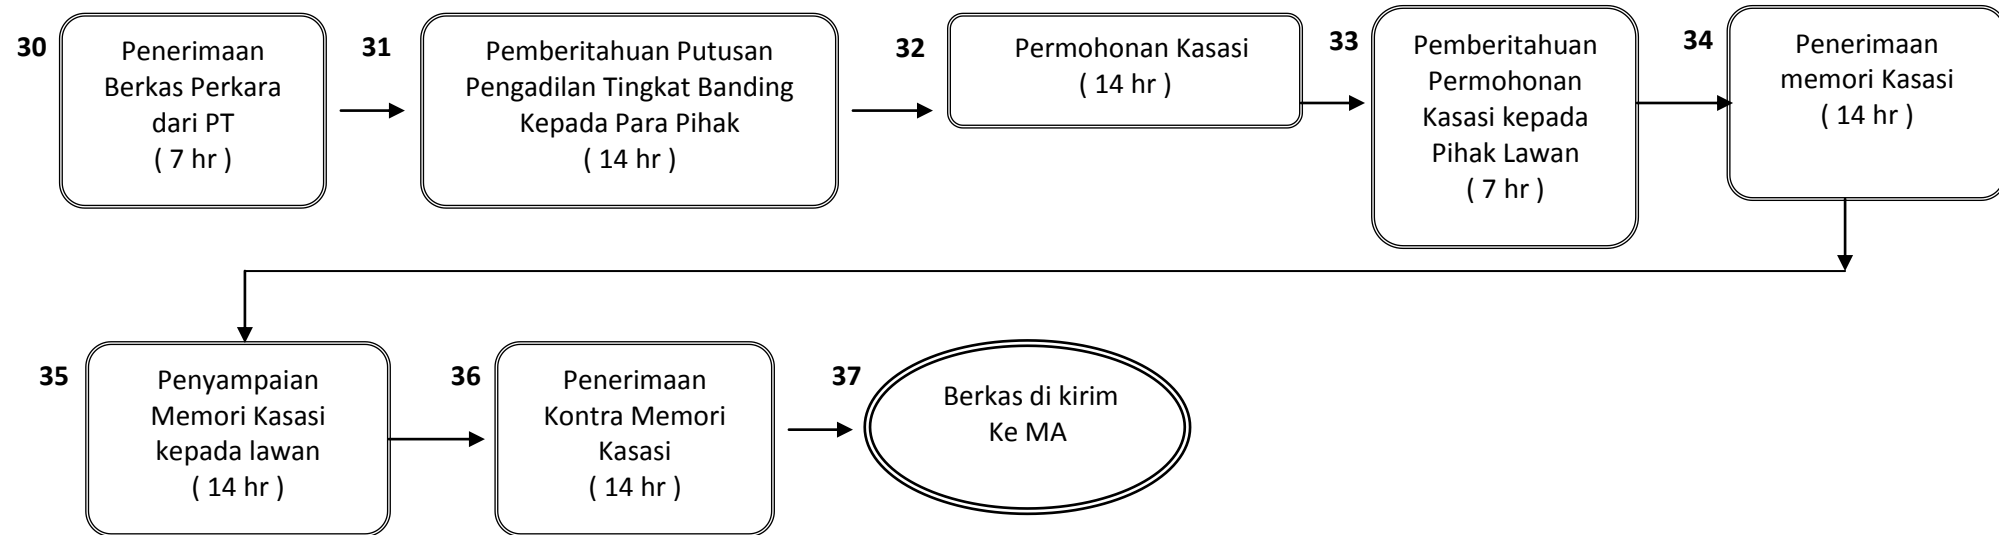 30
Penerimaan
Berkas Perkara
dari PT
( 7 hr )
31
Pemberitahuan Putusan
Pengadilan Tingkat Banding
Kepada Para Pihak
( 14 hr )
32
Permohonan Kasasi
( 14 hr )
33
Pemberitahuan
Permohonan
Kasasi kepada
Pihak Lawan
( 7 hr )
34
Penerimaan
memori Kasasi
( 14 hr )
35
Penyampaian
Memori Kasasi
kepada lawan
( 14 hr )
36
Penerimaan
Kontra Memori
Kasasi
( 14 hr )
37
Berkas di kirim
Ke MA